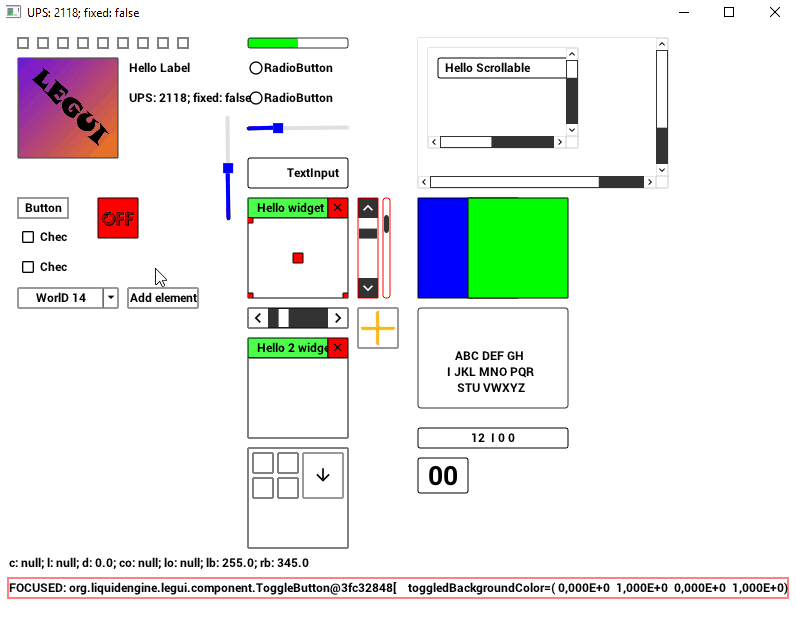 UPS: 2118; fixed: false
LEGUI
Hello Label
UPS: 2118; fixed: false
RadioButton
RadioButton
TextInput
Hello Scrollable
Button
OFF
Chec
Chec
WorlD 14
Add element
Hello widget
Hello 2 widge
ABC DEF GH
I JKL MNO PQR
STU VWXYZ
12 I 0 0
00
c: null; l: null; d: 0.0; co: null; lo: null; lb: 255.0; rb: 345.0
FOCUSED: org.liquidengine.legui.component.ToggleButton@3fc32848[ toggledBackgroundColor=( 0,000E+0 1,000E+0 0,000E+0 1,000E+0)